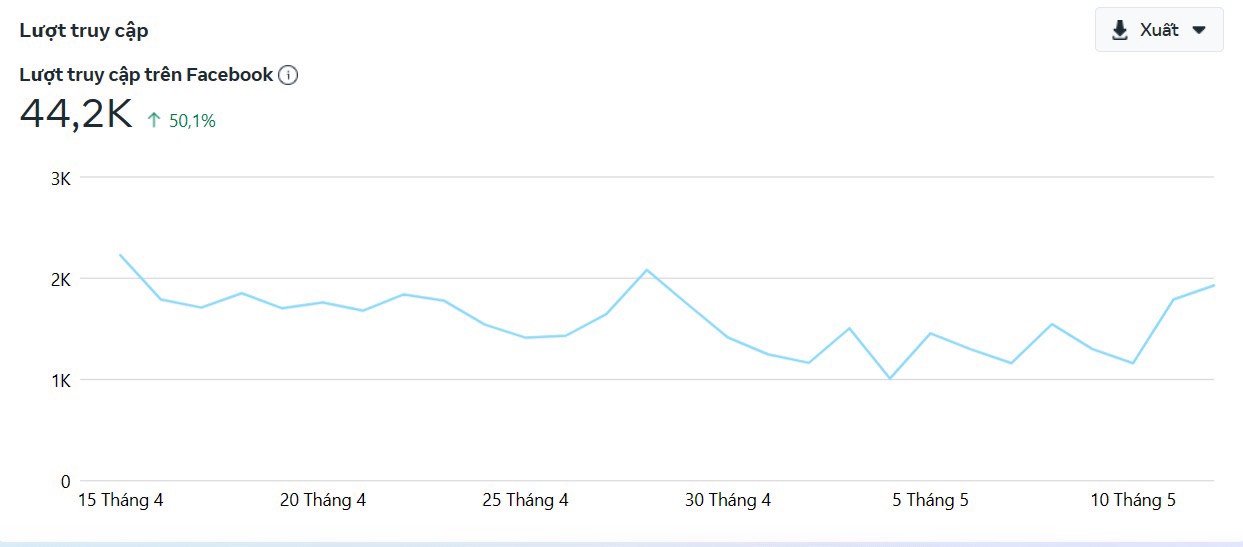 Lượt truy cập
Xuất
Lượt truy cập trên Facebook
44,2K 50,1%
3K
2K
1K
0
15 Tháng 4 20 Tháng 4 25 Tháng 4 30 Tháng 4 5 Tháng 5 10 Tháng 5